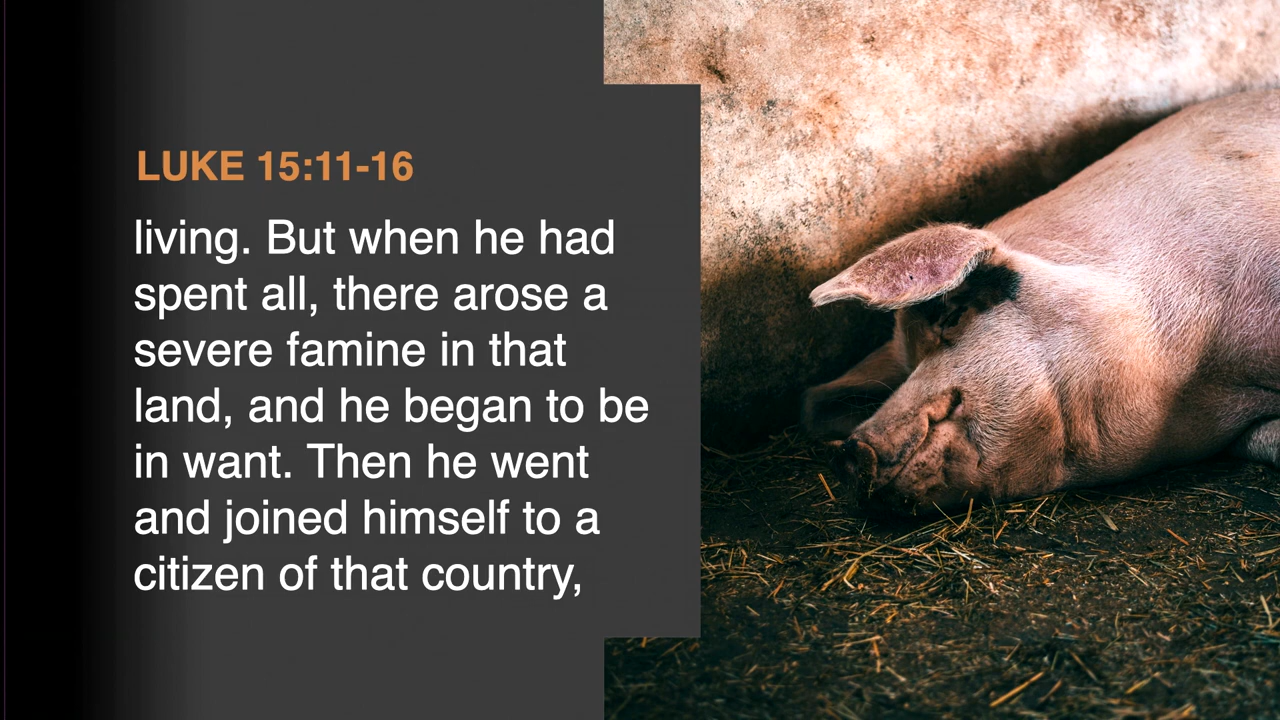 LUKE 15:11-16
living. But when he had
spent all, there arose a
severe famine in that
land, and he began to be
in want. Then he went
and joined himself to a
citizen of that country,